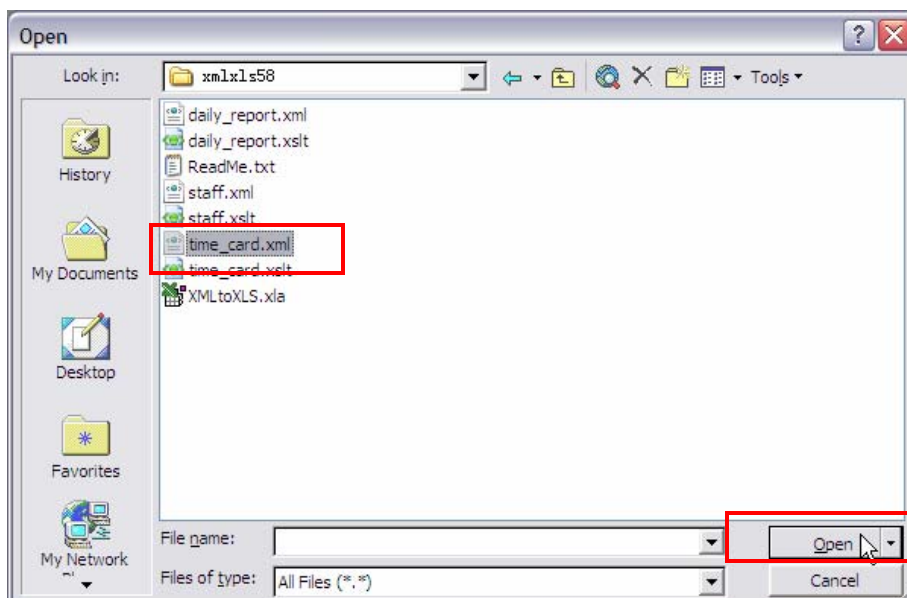 Open
Look in: xmlxls58 Tools
History
My Documents
Desktop
Favorites
My Network
daily_report.xml
daily_report.xslt
ReadMe.txt
staff.xml
staff.xslt
time_card.xml
time_card.xslt
XMLtoXLS.xla
File name: Open
Files of type: All Files (*.*) Cancel